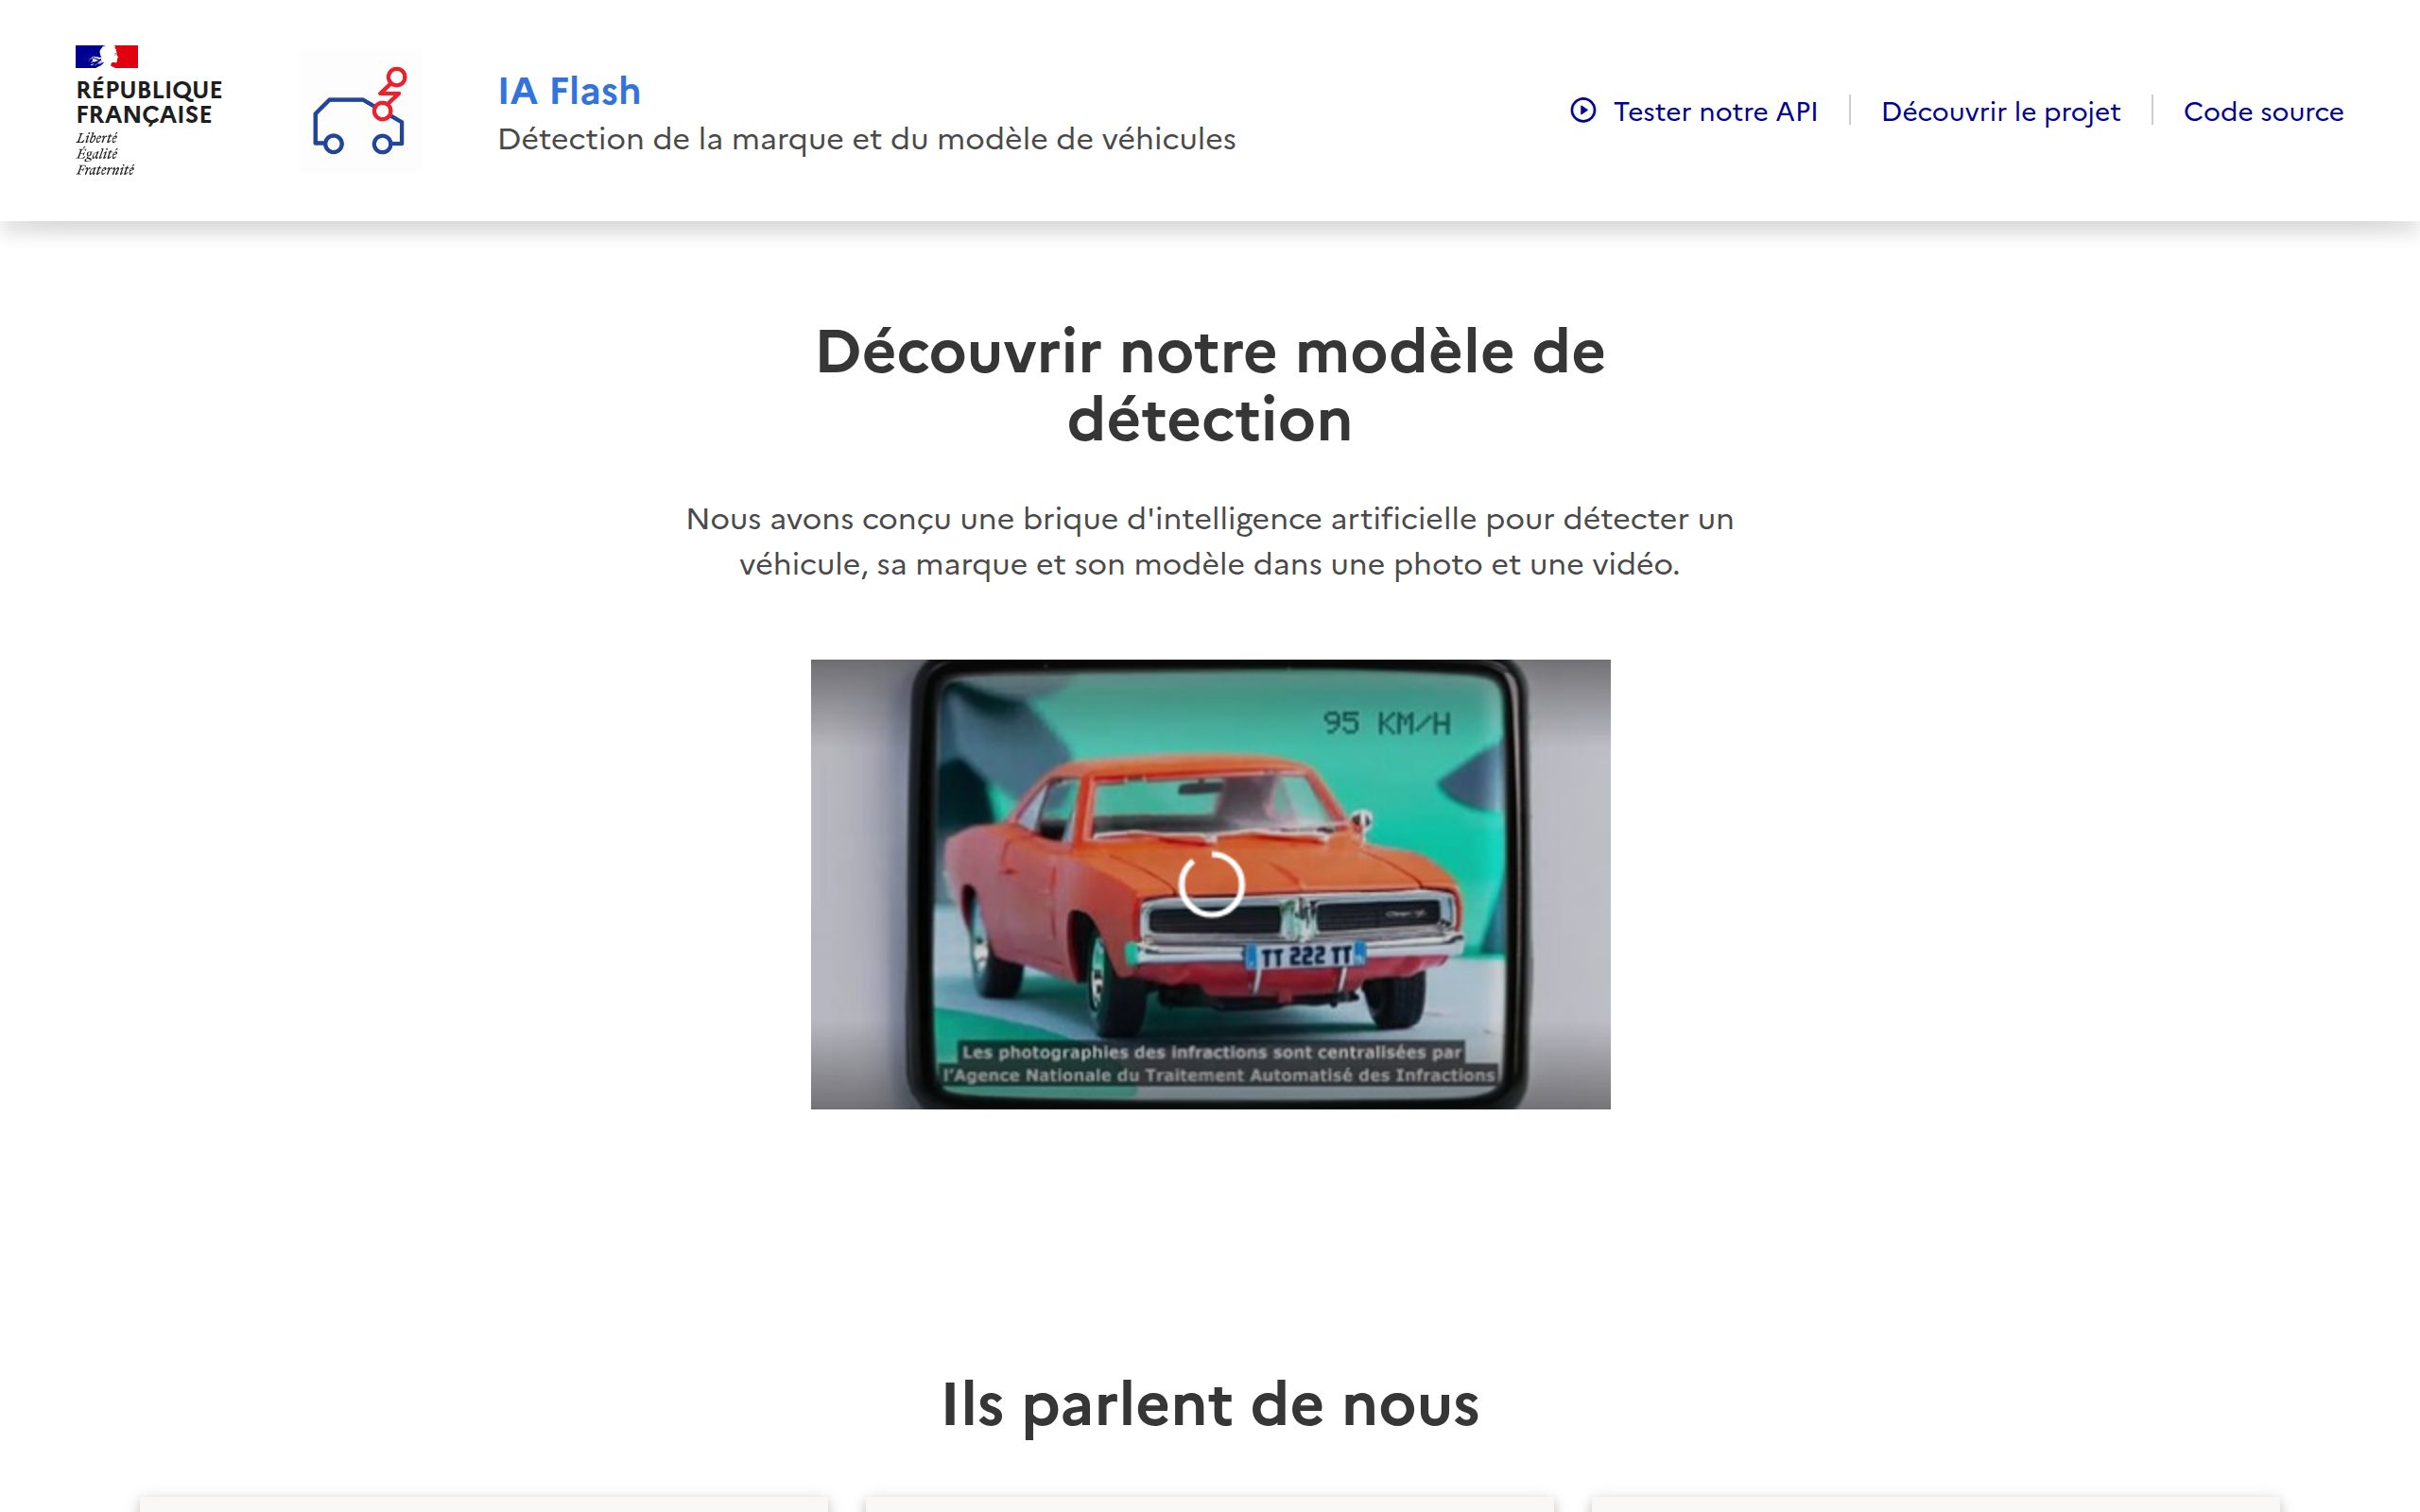 RÉPUBLIQUE
FRANÇAISE
Liberté
Égalité
Fraternité
IA Flash
Détection de la marque et du modèle de véhicules
Tester notre API
Découvrir le projet
Code source
Découvrir notre modèle de
détection
Nous avons conçu une brique d'intelligence artificielle pour détecter un
véhicule, sa marque et son modèle dans une photo et une vidéo.
95 KM/H
TT 222 TT
Les photographies des infractions sont centralisées par
l'Agence Nationale du Traitement Automatisé des Infractions
Ils parlent de nous